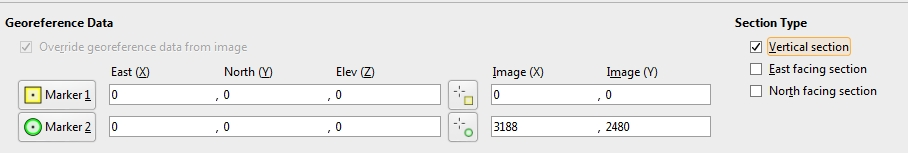 Georeference Data
Section Type
Override georeference data from image
Vertical section
East (X) North (Y) Elev (Z) Image (X) Image (Y)
East facing section
Marker 1 0 , 0 , 0 0 , 0
North facing section
Marker 2 0 , 0 , 0 3188 , 2480